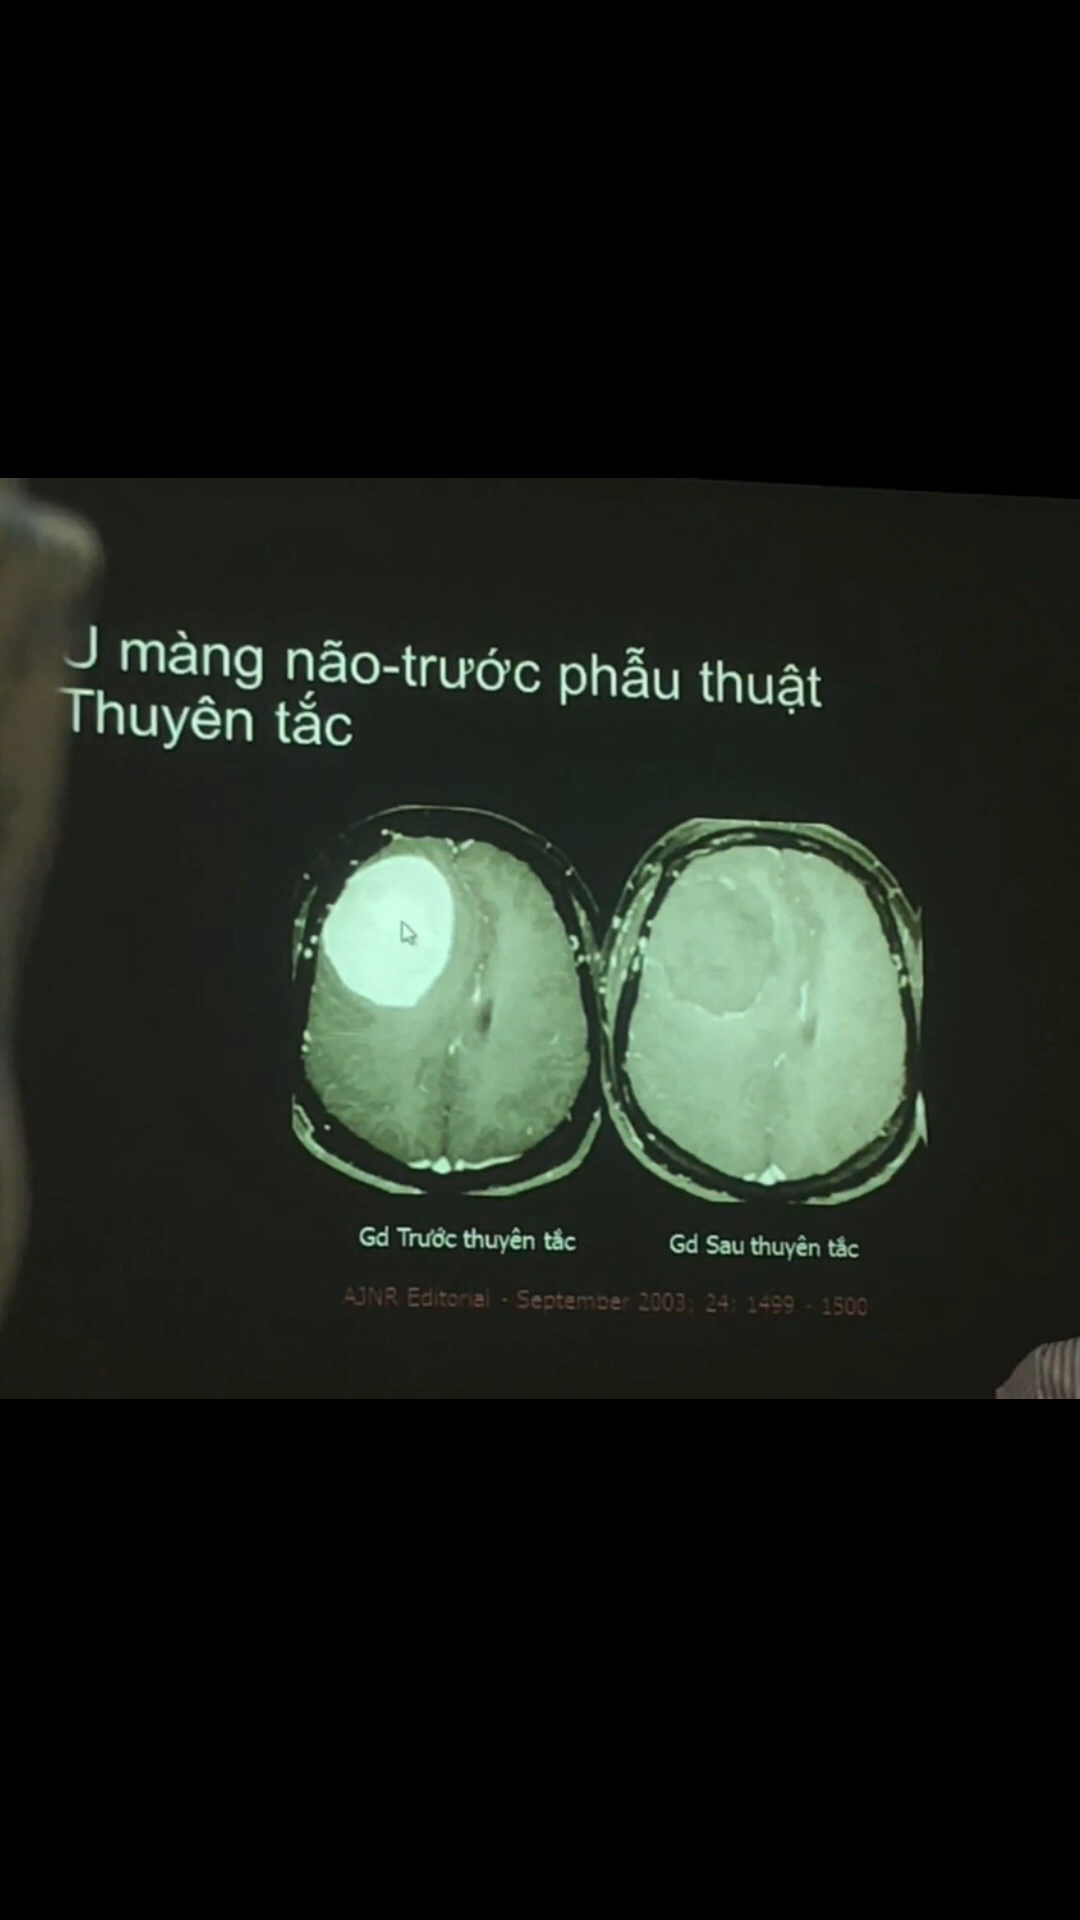 U màng não-trước phẫu thuật
Thuyên tắc
Gd Trước thuyên tắc
Gd Sau thuyên tắc
AJNR Editorial - September 2003; 24: 1499 - 1500